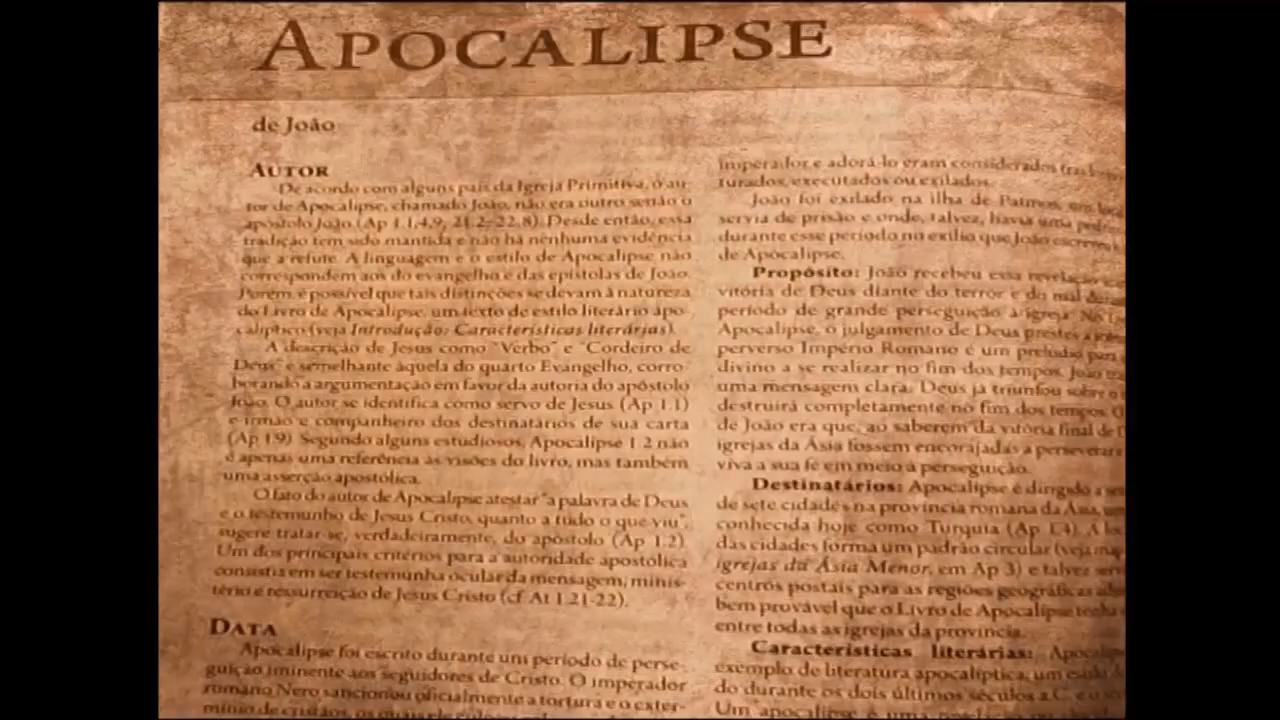 APOCALIPSE
de João
AUTOR
De acordo com alguns pais da Igreja Primitiva, o au-
tor de Apocalipse, chamado João, não era outro senão o
apóstolo João (Ap 1.1,4,9; 21.2–22.8). Desde então, essa
tradição tem sido mantida e não há nenhuma evidência
que a refute. A linguagem e o estilo de Apocalipse não
correspondem aos do evangelho e das epístolas de João.
Porém, é possível que tais distinções se devam à natureza
do Livro de Apocalipse, um texto de estilo literário apo-
calíptico (veja Introdução: Características literárias).
A descrição de Jesus como "Verbo" e "Cordeiro de
Deus" é semelhante àquela do quarto Evangelho, corro-
borando a argumentação em favor da autoria do apóstolo
João. O autor se identifica como servo de Jesus (Ap 1.1)
e irmão e companheiro dos destinatários de sua carta
(Ap 1.9). Segundo alguns estudiosos, Apocalipse 1.2 não
é apenas uma referência às visões do livro, mas também
uma asserção apostólica.
O fato do autor de Apocalipse atestar "a palavra de Deus
e o testemunho de Jesus Cristo, quanto a tudo o que viu",
sugere tratar-se, verdadeiramente, do apóstolo (Ap 1.2).
Um dos principais critérios para a autoridade apostólica
consistia em ser testemunha ocular da mensagem, minis-
tério e ressurreição de Jesus Cristo (cf. At 1.21-22).
DATA
Apocalipse foi escrito durante um período de perse-
guição iminente aos seguidores de Cristo. O imperador
romano Nero sancionou oficialmente a tortura e o exter-
mínio de cristãos, os quais
imperador e adorá-lo eram considerados
turados, executados ou exilados.
João foi exilado na ilha de Patmos, um
servia de prisão e onde, talvez, havia uma
durante esse período no exílio que João
de Apocalipse.
Propósito: João recebeu essa revelação
vitória de Deus diante do terror e do mal
período de grande perseguição à igreja. No
Apocalipse, o julgamento de Deus prestes a
perverso Império Romano é um prelúdio
divino a se realizar no fim dos tempos. João
uma mensagem clara: Deus já triunfou sobre o
destruirá completamente no fim dos tempos. O
de João era que, ao saberem da vitória final de
igrejas da Ásia fossem encorajadas a
viva a sua fé em meio à perseguição.
Destinatários: Apocalipse é dirigido a
de sete cidades na província romana da Ásia,
conhecida hoje como Turquia (Ap 1.4). A
das cidades forma um padrão circular (veja
igrejas da Ásia Menor, em Ap 3) e talvez
centros postais para as regiões geográficas
bem provável que o Livro de Apocalipse tenha
entre todas as igrejas da província.
Características literárias:
exemplo de literatura apocalíptica, um
do durante os dois últimos séculos a.C. e o
Um apocalipse é uma